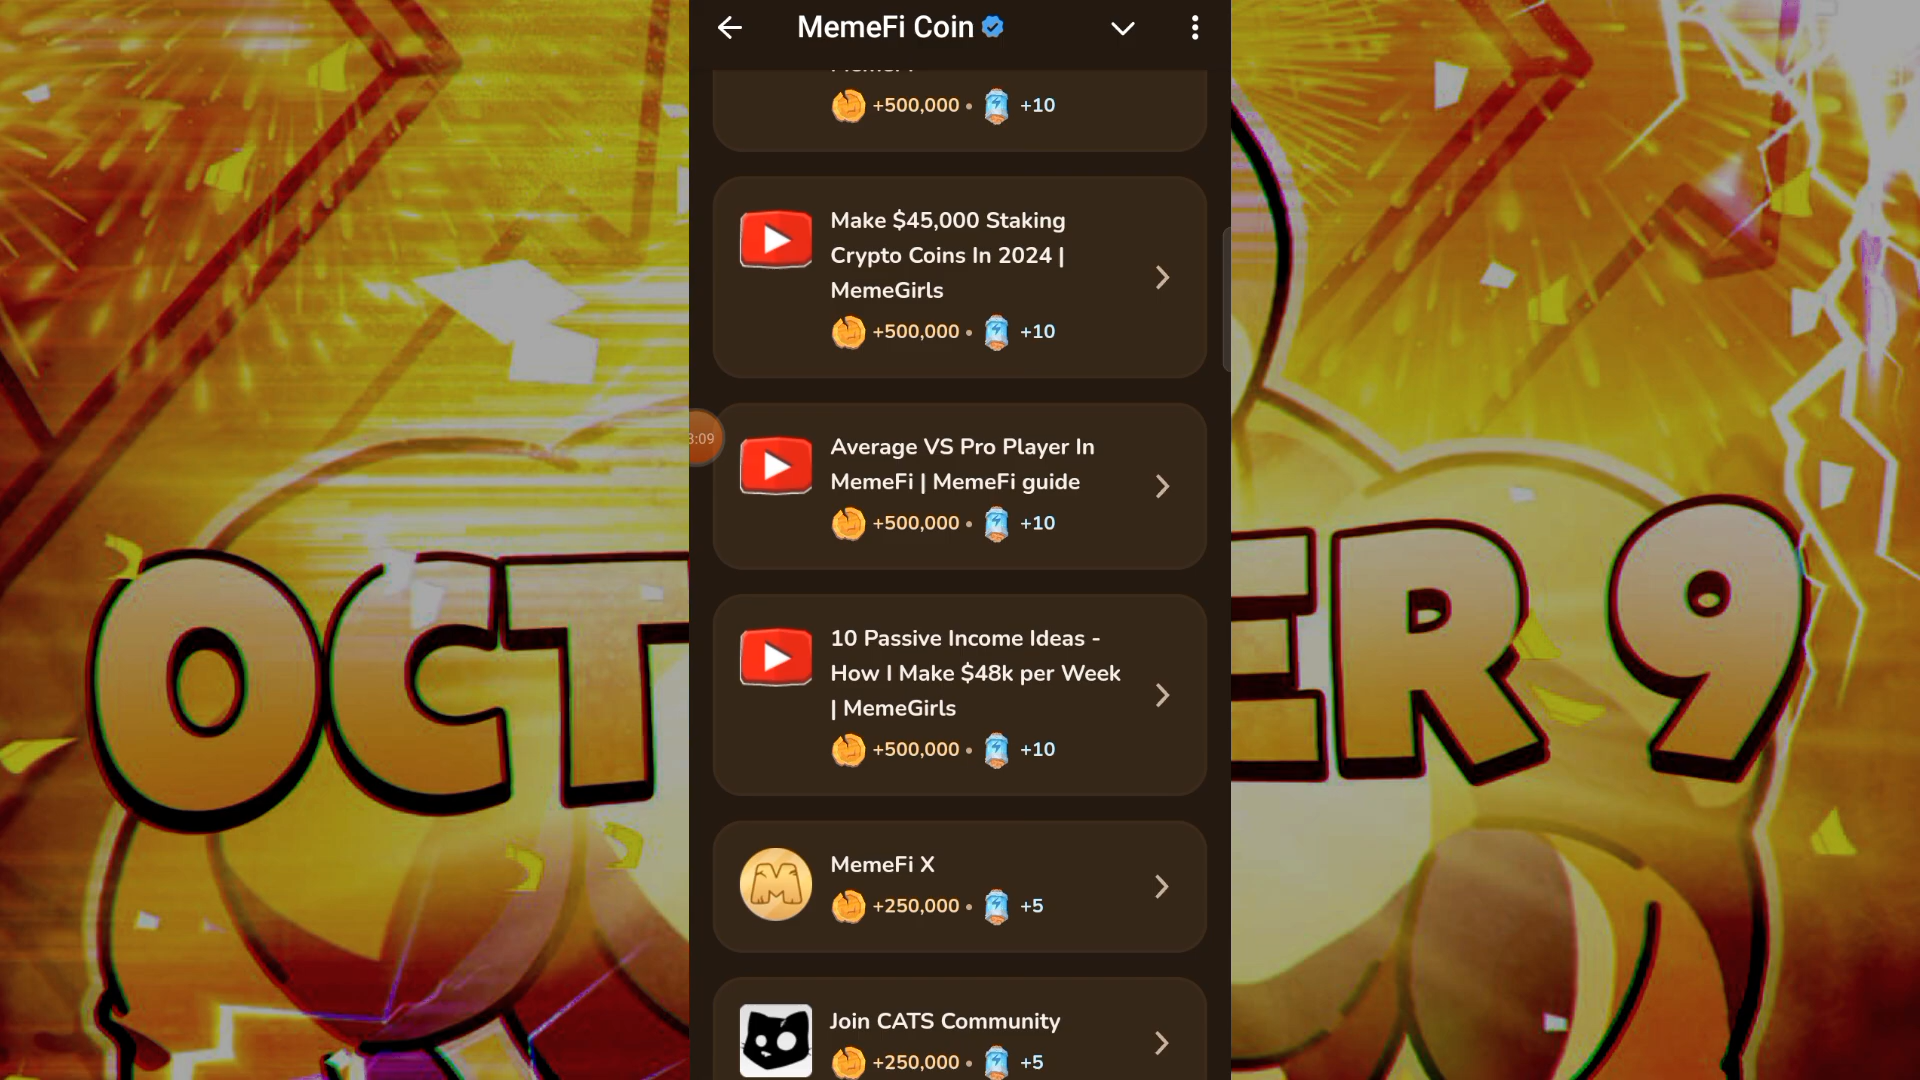 MemeFi Coin
+500,000 • +10
Make $45,000 Staking
Crypto Coins In 2024 |
MemeGirls
+500,000 • +10
3:09
Average VS Pro Player In
MemeFi | MemeFi guide
+500,000 • +10
10 Passive Income Ideas -
How I Make $48k per Week
| MemeGirls
+500,000 • +10
MemeFi X
+250,000 • +5
Join CATS Community
+250,000 • +5
OCT ER 9